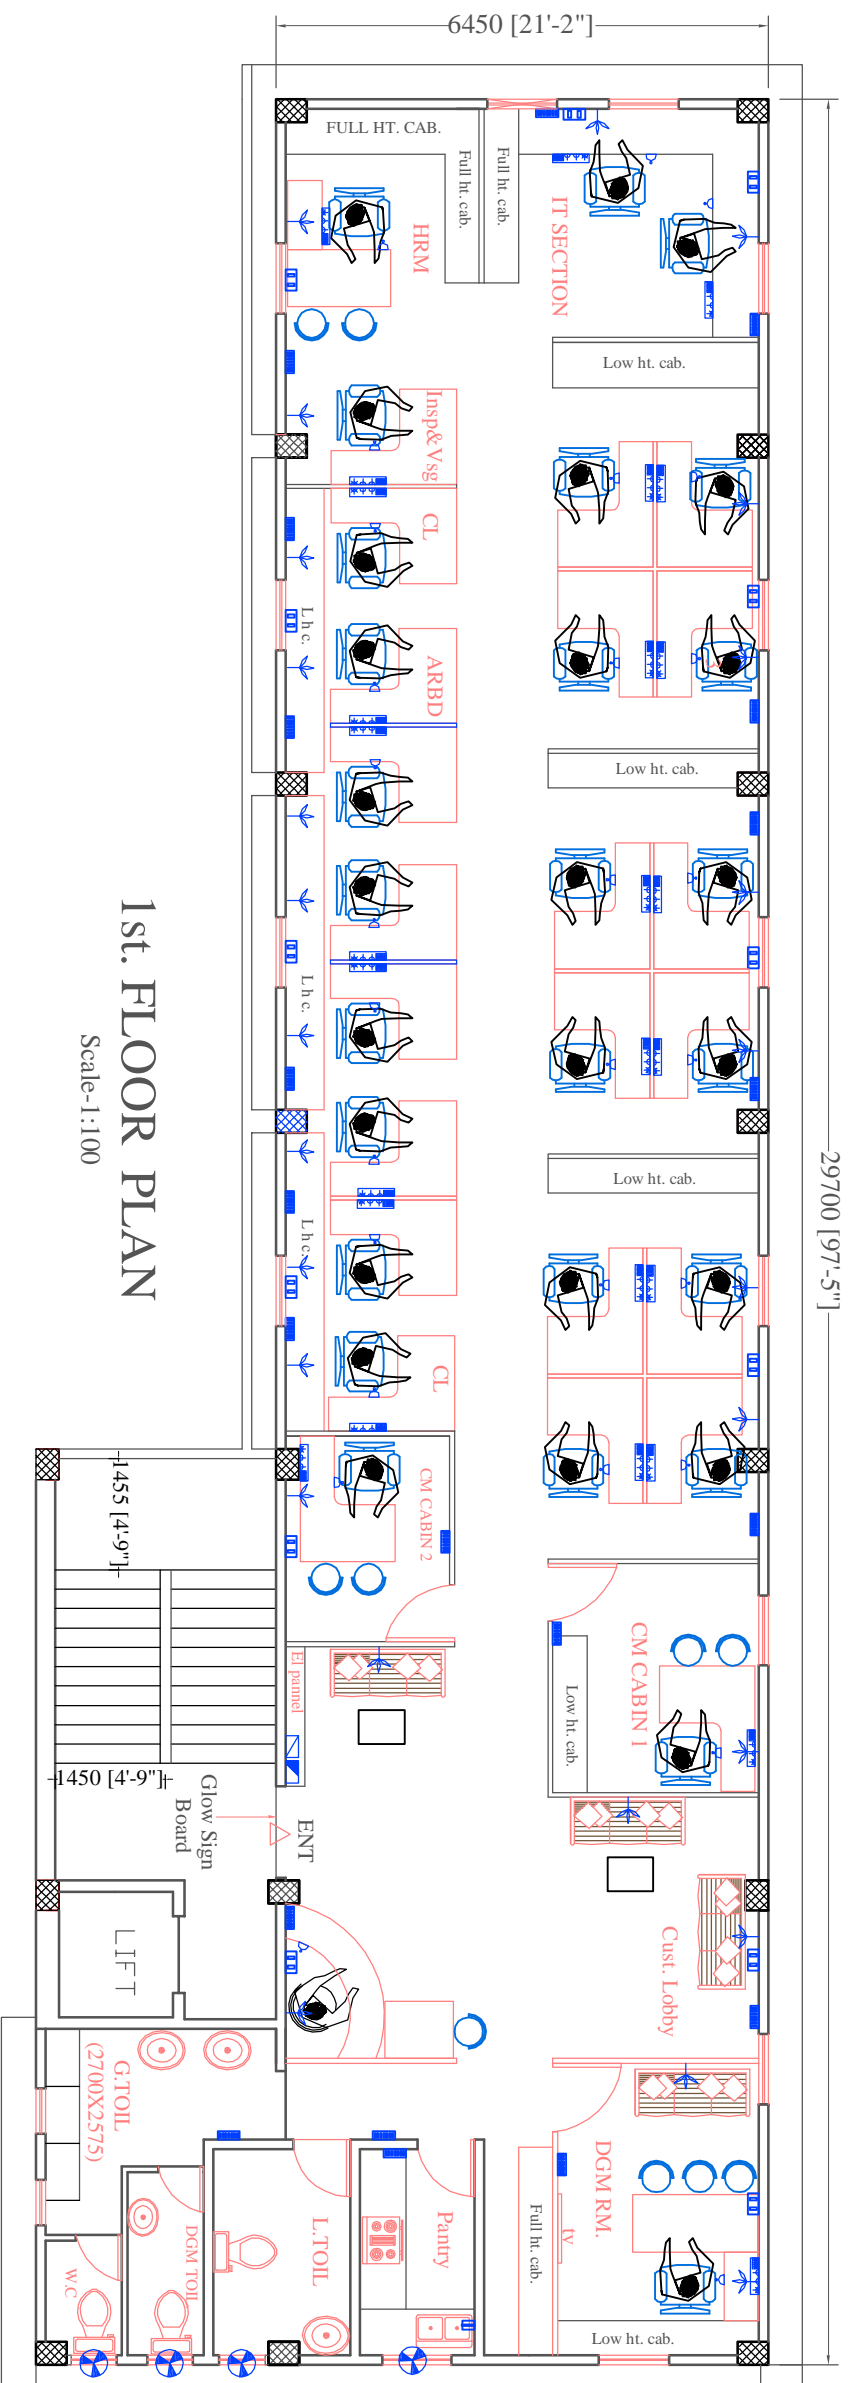 6450 [21'-2"]
29700 [97'-5"]
FULL HT. CAB.
Full ht. cab.
Full ht. cab.
HRM
IT SECTION
Low ht. cab.
Insp&Vsg
CL
L h c.
ARBD
Low ht. cab.
L h c.
Low ht. cab.
L h c.
CL
1st. FLOOR PLAN
Scale-1:100
CM CABIN 2
1455 [4'-9"]
1450 [4'-9"]
El pannel
CM CABIN 1
Low ht. cab.
Glow Sign
Board
ENT
LIFT
Cust. Lobby
G.TOIL
(2700X2575)
DGM RM.
tv
Full ht. cab.
Low ht. cab.
Pantry
L.TOIL
DGM TOIL
W.C